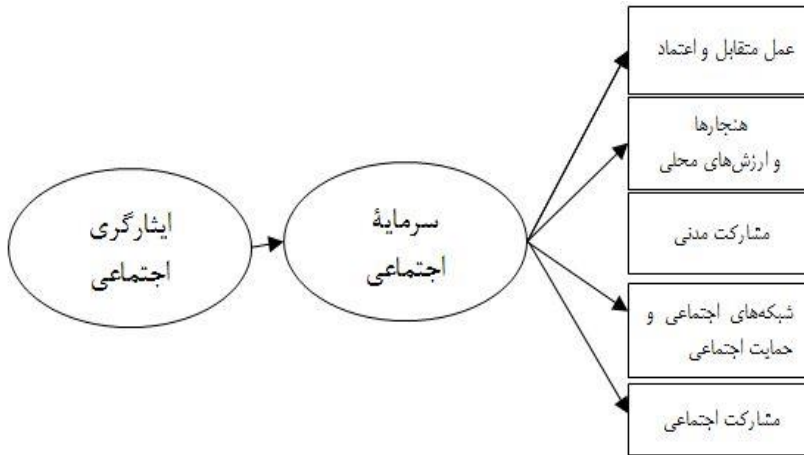 عمل متقابل و اعتماد
هنجارها
و ارزش‌های محلی
مشارکت مدنی
شبکه‌های اجتماعی و
حمایت اجتماعی
مشارکت اجتماعی
سرمایۀ
اجتماعی
ایثارگری
اجتماعی